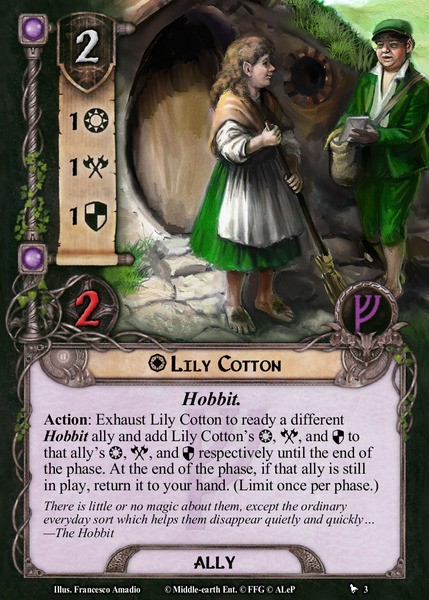 2
1
1
1
2
LILY COTTON
Hobbit.
Action: Exhaust Lily Cotton to ready a different
Hobbit ally and add Lily Cotton's , , and to
that ally's , , and respectively until the end of
the phase. At the end of the phase, if that ally is still
in play, return it to your hand. (Limit once per phase.)
There is little or no magic about them, except the ordinary
everyday sort which helps them disappear quietly and quickly…
—The Hobbit
ALLY
Illus. Francesco Amadio © Middle-earth Ent. © FFG © ALeP 3